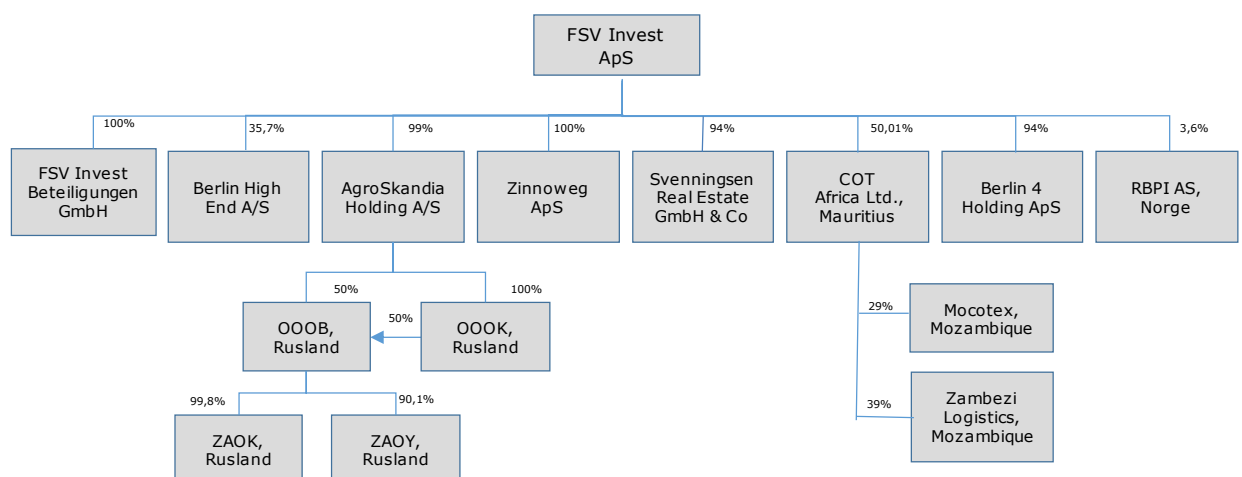 FSV Invest
ApS
100%
35,7%
99%
100%
94%
50,01%
94%
3,6%
FSV Invest
Beteiligungen
GmbH
Berlin High
End A/S
AgroSkandia
Holding A/S
Zinnoweg
ApS
Svenningsen
Real Estate
GmbH & Co
COT
Africa Ltd.,
Mauritius
Berlin 4
Holding ApS
RBPI AS,
Norge
50%
100%
OOOB,
Rusland
50%
OOOK,
Rusland
29%
Mocotex,
Mozambique
99,8%
90,1%
39%
Zambezi
Logistics,
Mozambique
ZAOK,
Rusland
ZAOY,
Rusland